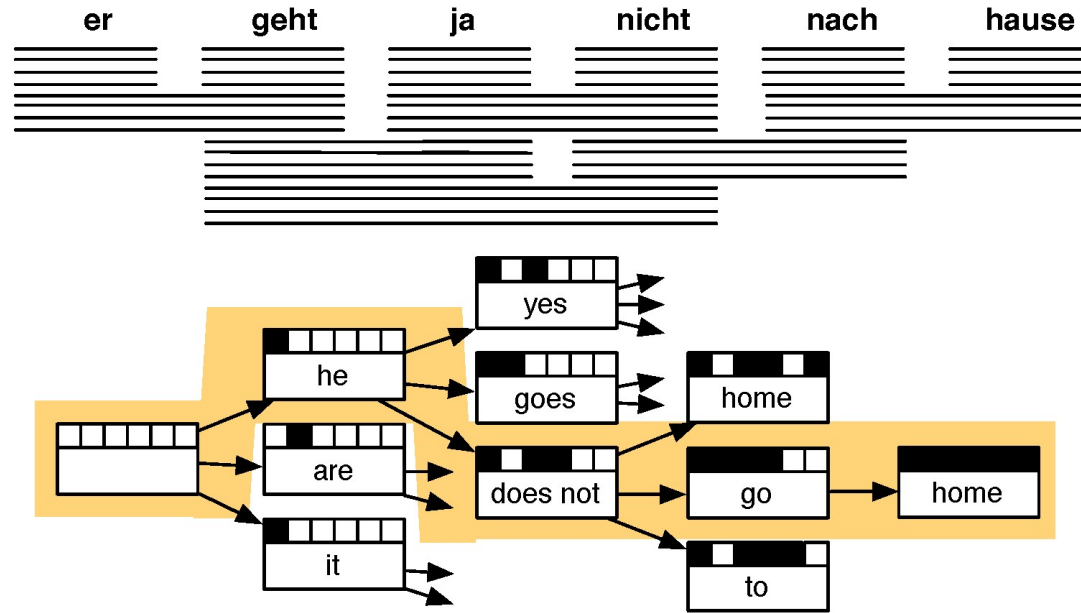 er geht ja nicht nach hause
yes
he
goes
home
are
does not
go
home
it
to